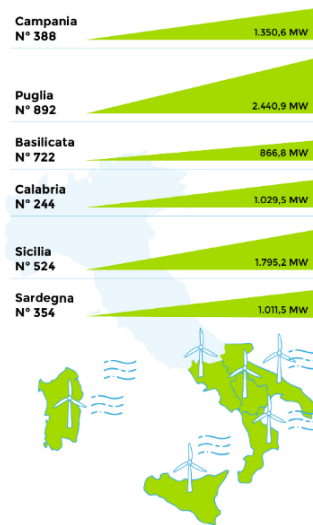 Campania
N° 388
1.350,6 MW
Puglia
N° 892
2.440,9 MW
Basilicata
N° 722
866,8 MW
Calabria
N° 244
1.029,5 MW
Sicilia
N° 524
1.795,2 MW
Sardegna
N° 354
1.011,5 MW